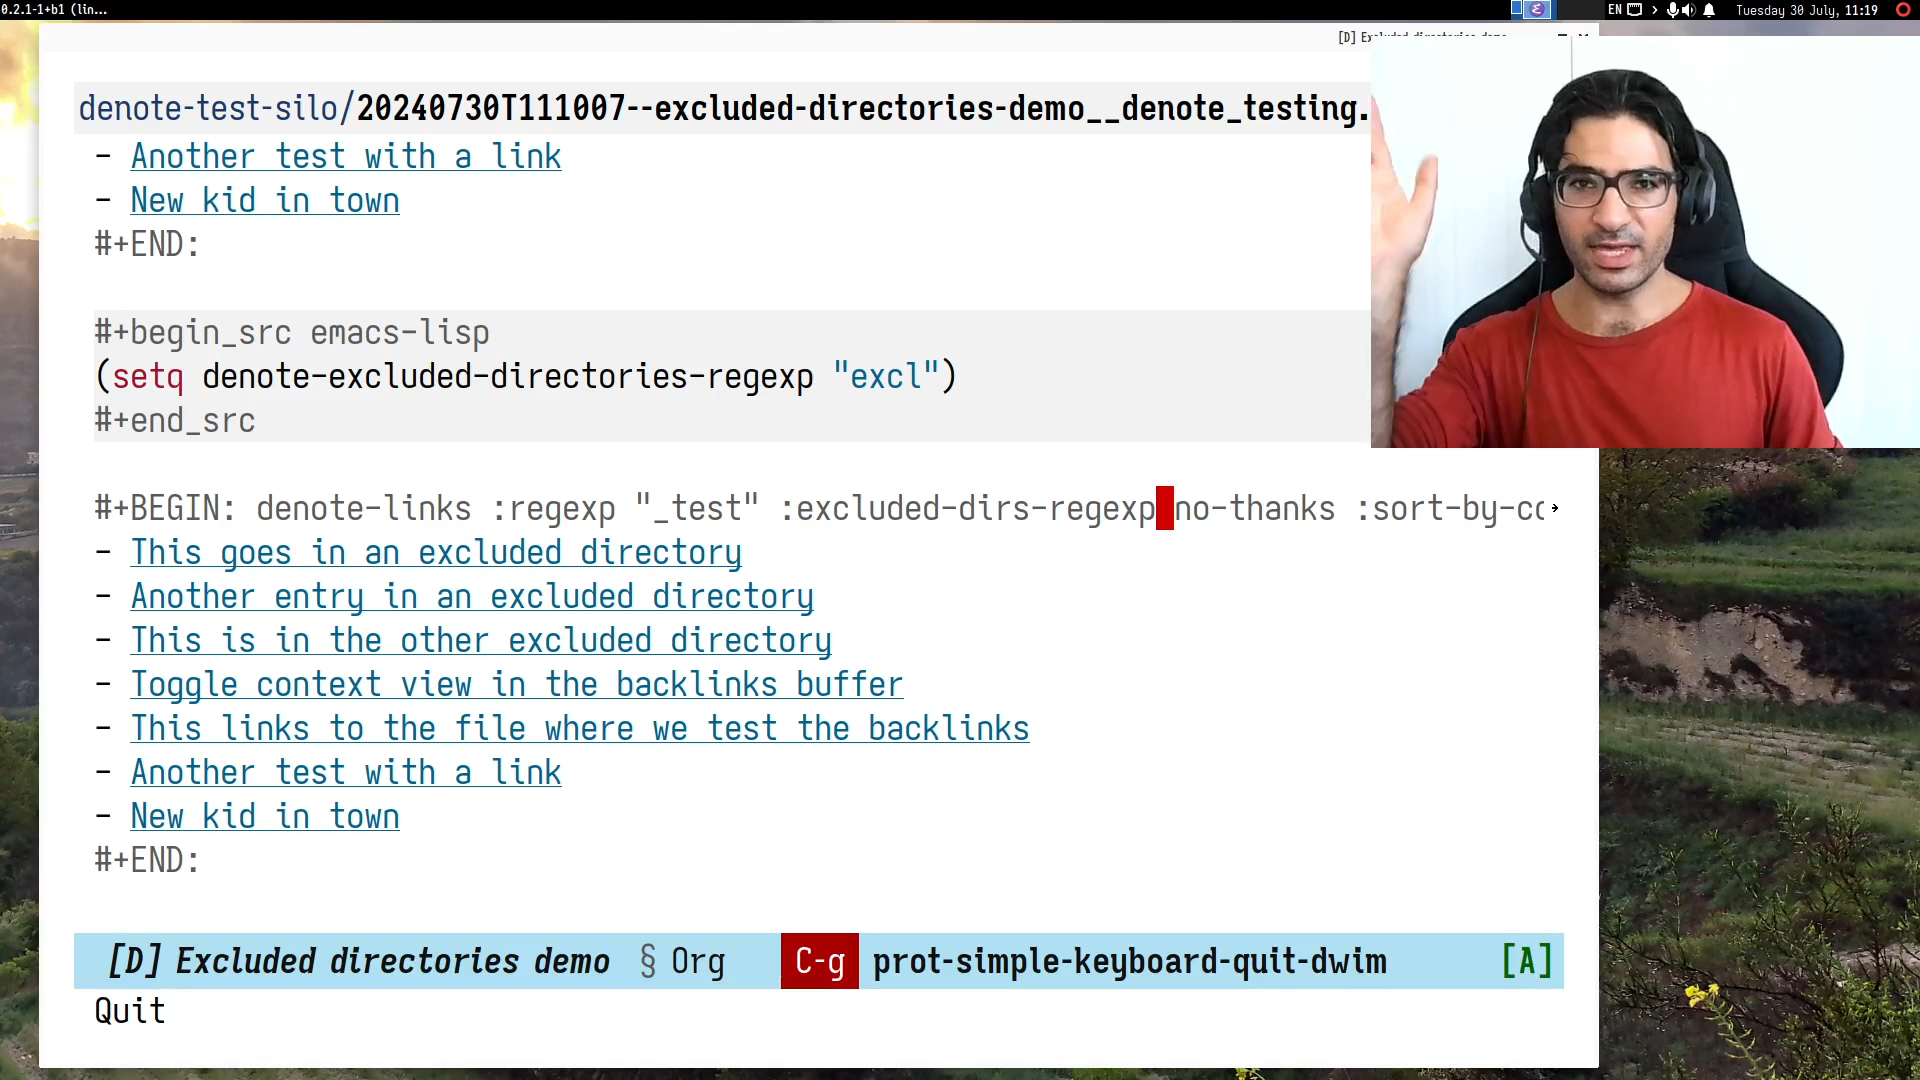 0.2.1-1+b1 (lin...
EN
Tuesday 30 July, 11:19
denote-test-silo/20240730T111007--excluded-directories-demo__denote_testing.
- Another test with a link
- New kid in town
#+END:
#+begin_src emacs-lisp
(setq denote-excluded-directories-regexp "excl")
#+end_src
#+BEGIN: denote-links :regexp "_test" :excluded-dirs-regexp no-thanks :sort-by-co
- This goes in an excluded directory
- Another entry in an excluded directory
- This is in the other excluded directory
- Toggle context view in the backlinks buffer
- This links to the file where we test the backlinks
- Another test with a link
- New kid in town
#+END:
[D] Excluded directories demo § Org C-g prot-simple-keyboard-quit-dwim [A]
Quit